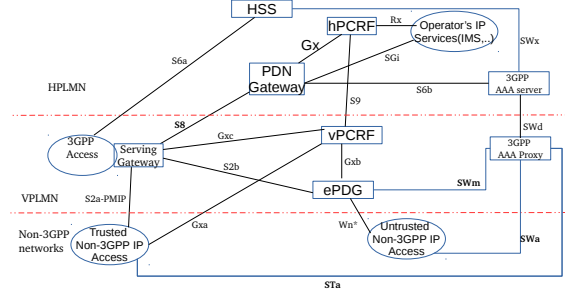 HSS
hPCRF
Rx
Operator's IP
Services(IMS,..)
Gx
SWx
S6a
SGi
PDN
Gateway
S6b
3GPP
AAA server
HPLMN
S9
S8
SWd
3GPP
Access
Serving
Gateway
Gxc
vPCRF
3GPP
AAA Proxy
S2b
Gxb
ePDG
SWm
VPLMN
S2a-PMIP
Gxa
Wn*
Non-3GPP
networks
Trusted
Non-3GPP IP
Access
Untrusted
Non-3GPP IP
Access
SWa
STa